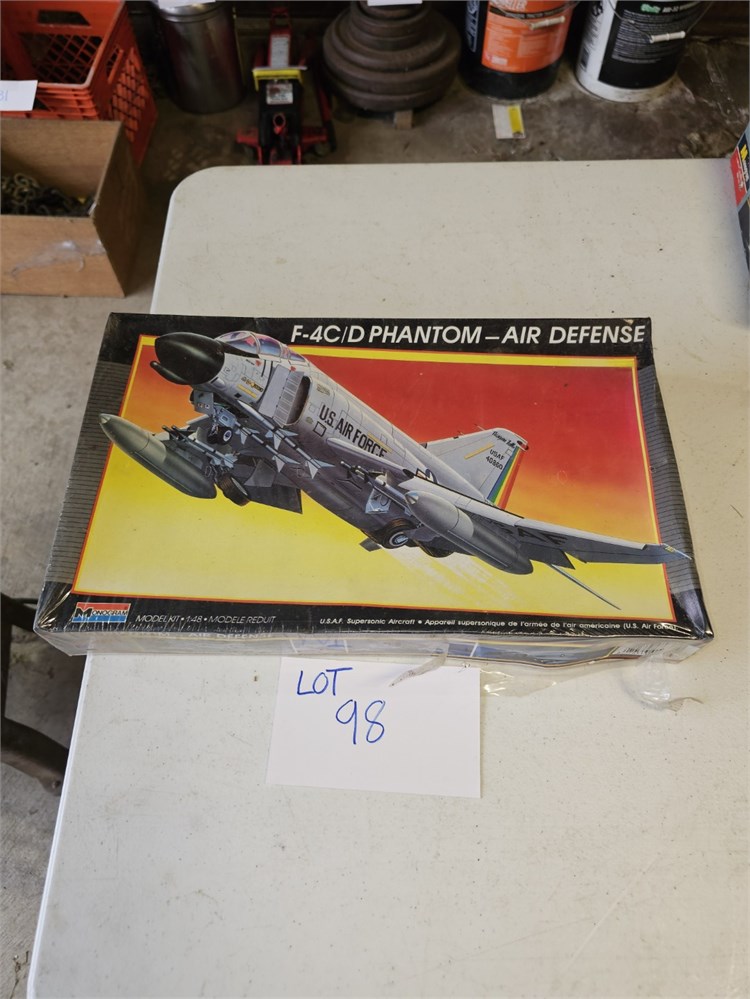 F-4C/D PHANTOM – AIR DEFENSE
U.S. AIR FORCE
USAF
40960
MONOGRAM
MODEL KIT • 1:48 • MODELE REDUIT
U.S.A.F. Supersonic Aircraft • Appareil supersonique de l'armée de l'air américaine (U.S. Air Force)
LOT
98